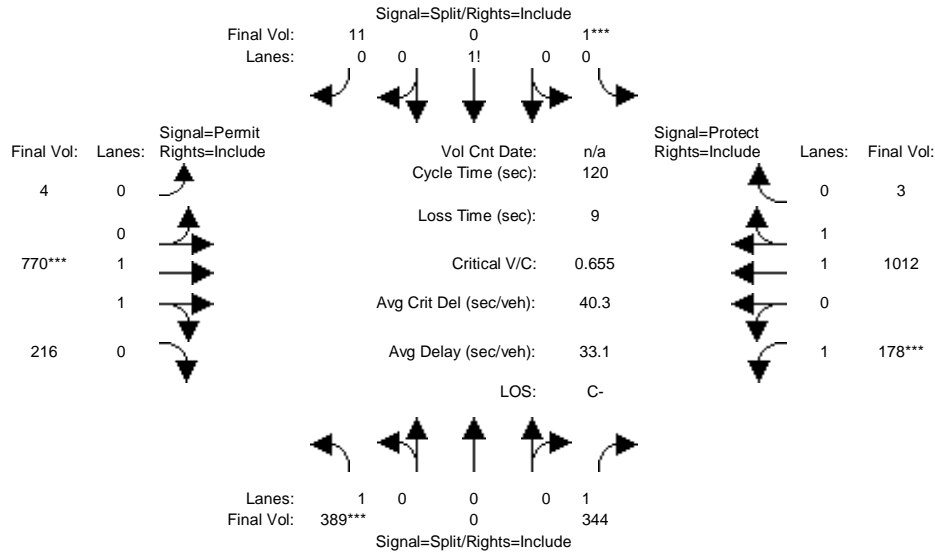 Signal=Split/Rights=Include
Final Vol: 11 0 1***
Lanes: 0 0 1! 0 0
Signal=Permit Signal=Protect
Final Vol: Lanes: Rights=Include Vol Cnt Date: n/a Rights=Include Lanes: Final Vol:
Cycle Time (sec): 120
4 0 0 3
Loss Time (sec): 9
0 1
770*** 1 Critical V/C: 0.655 1 1012
1 Avg Crit Del (sec/veh): 40.3 0
216 0 Avg Delay (sec/veh): 33.1 1 178***
LOS: C-
Lanes: 1 0 0 0 1
Final Vol: 389*** 0 344
Signal=Split/Rights=Include